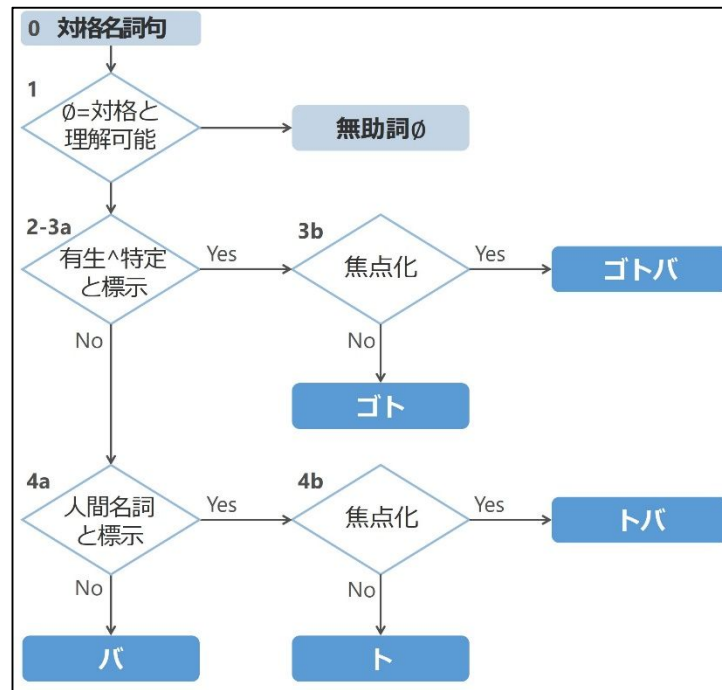 0 対格名詞句
1
∅=対格と
理解可能
無助詞∅
2-3a
有生^特定
と標示
Yes
3b
焦点化
Yes
ゴトバ
No
No
ゴト
4a
人間名詞
と標示
Yes
4b
焦点化
Yes
トバ
No
No
バ
ト